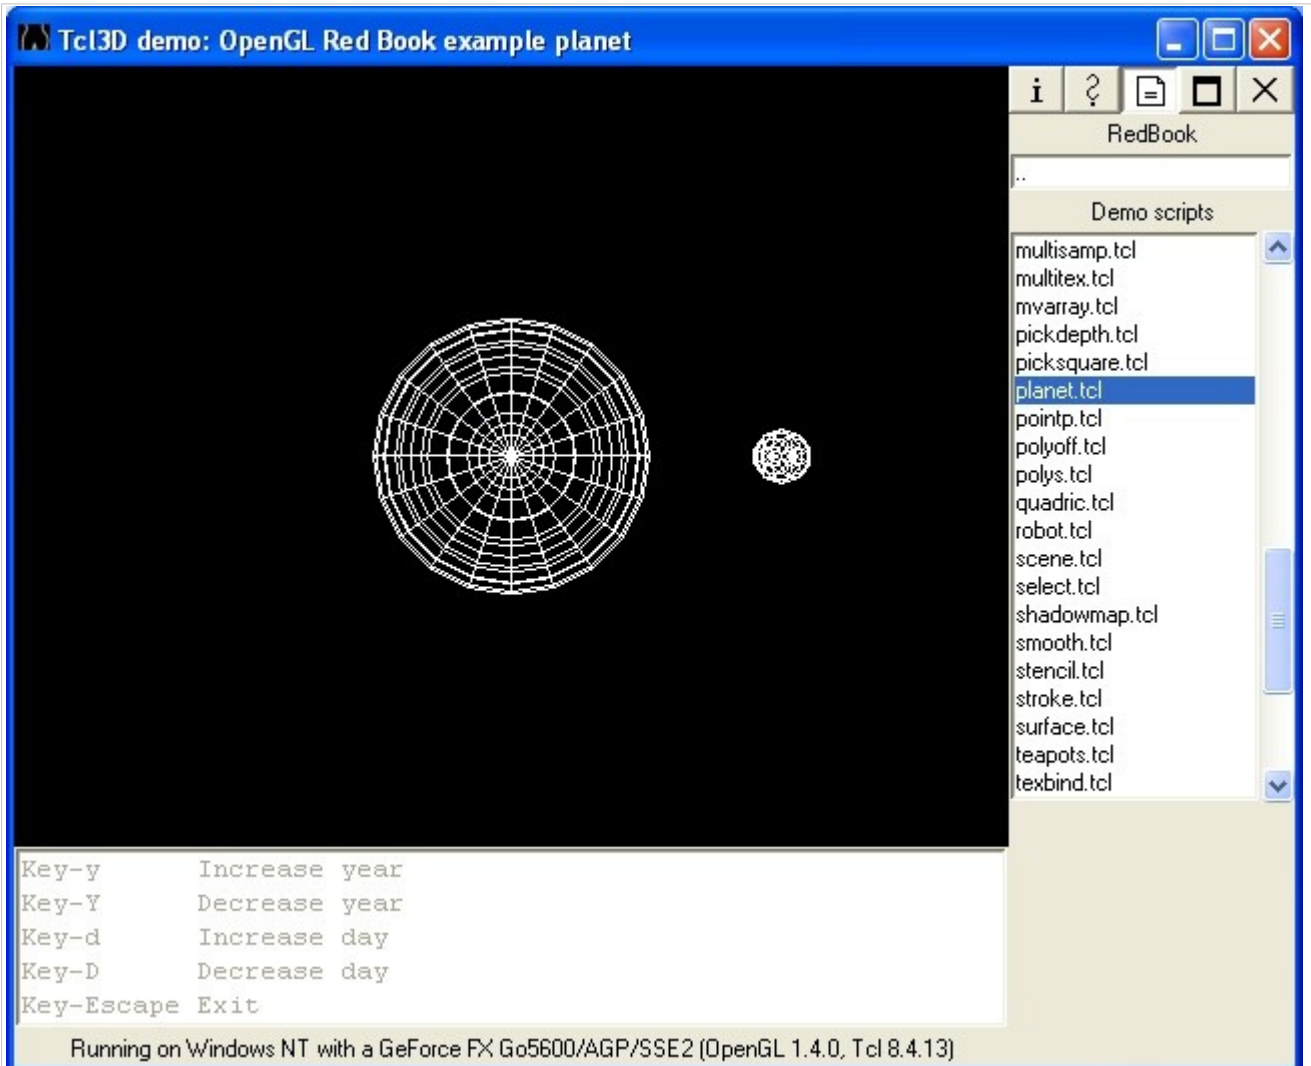 Tcl3D demo: OpenGL Red Book example planet
i ?
RedBook
..
Demo scripts
multisamp.tcl
multitex.tcl
mvarray.tcl
pickdepth.tcl
picksquare.tcl
planet.tcl
pointp.tcl
polyoff.tcl
polys.tcl
quadric.tcl
robot.tcl
scene.tcl
select.tcl
shadowmap.tcl
smooth.tcl
stencil.tcl
stroke.tcl
surface.tcl
teapots.tcl
texbind.tcl
Key-y Increase year
Key-Y Decrease year
Key-d Increase day
Key-D Decrease day
Key-Escape Exit
Running on Windows NT with a GeForce FX Go5600/AGP/SSE2 (OpenGL 1.4.0, Tcl 8.4.13)